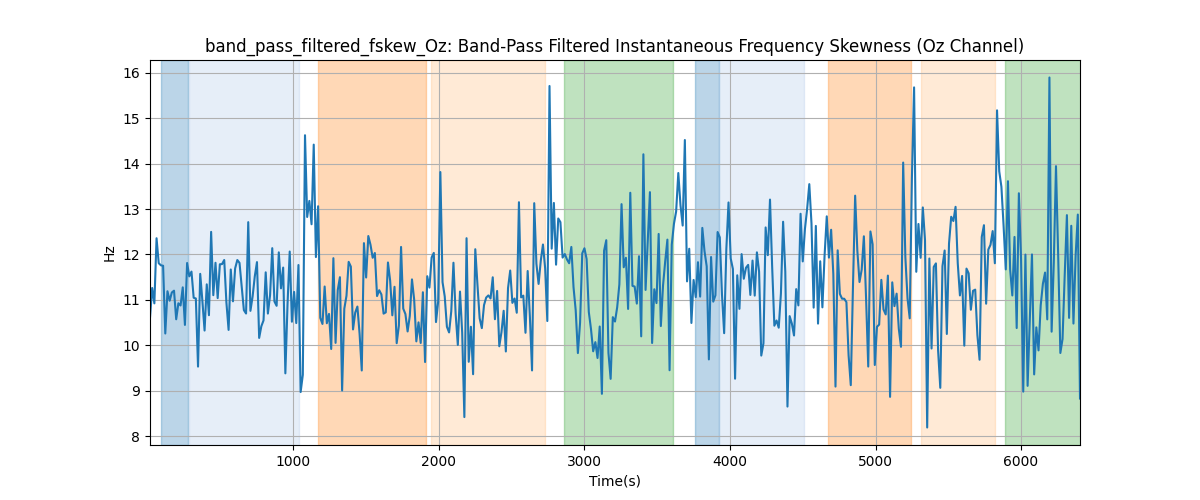 band_pass_filtered_fskew_Oz: Band-Pass Filtered Instantaneous Frequency Skewness (Oz Channel)
16
15
14
13
12
11
10
9
8
Hz
1000 2000 3000 4000 5000 6000
Time(s)